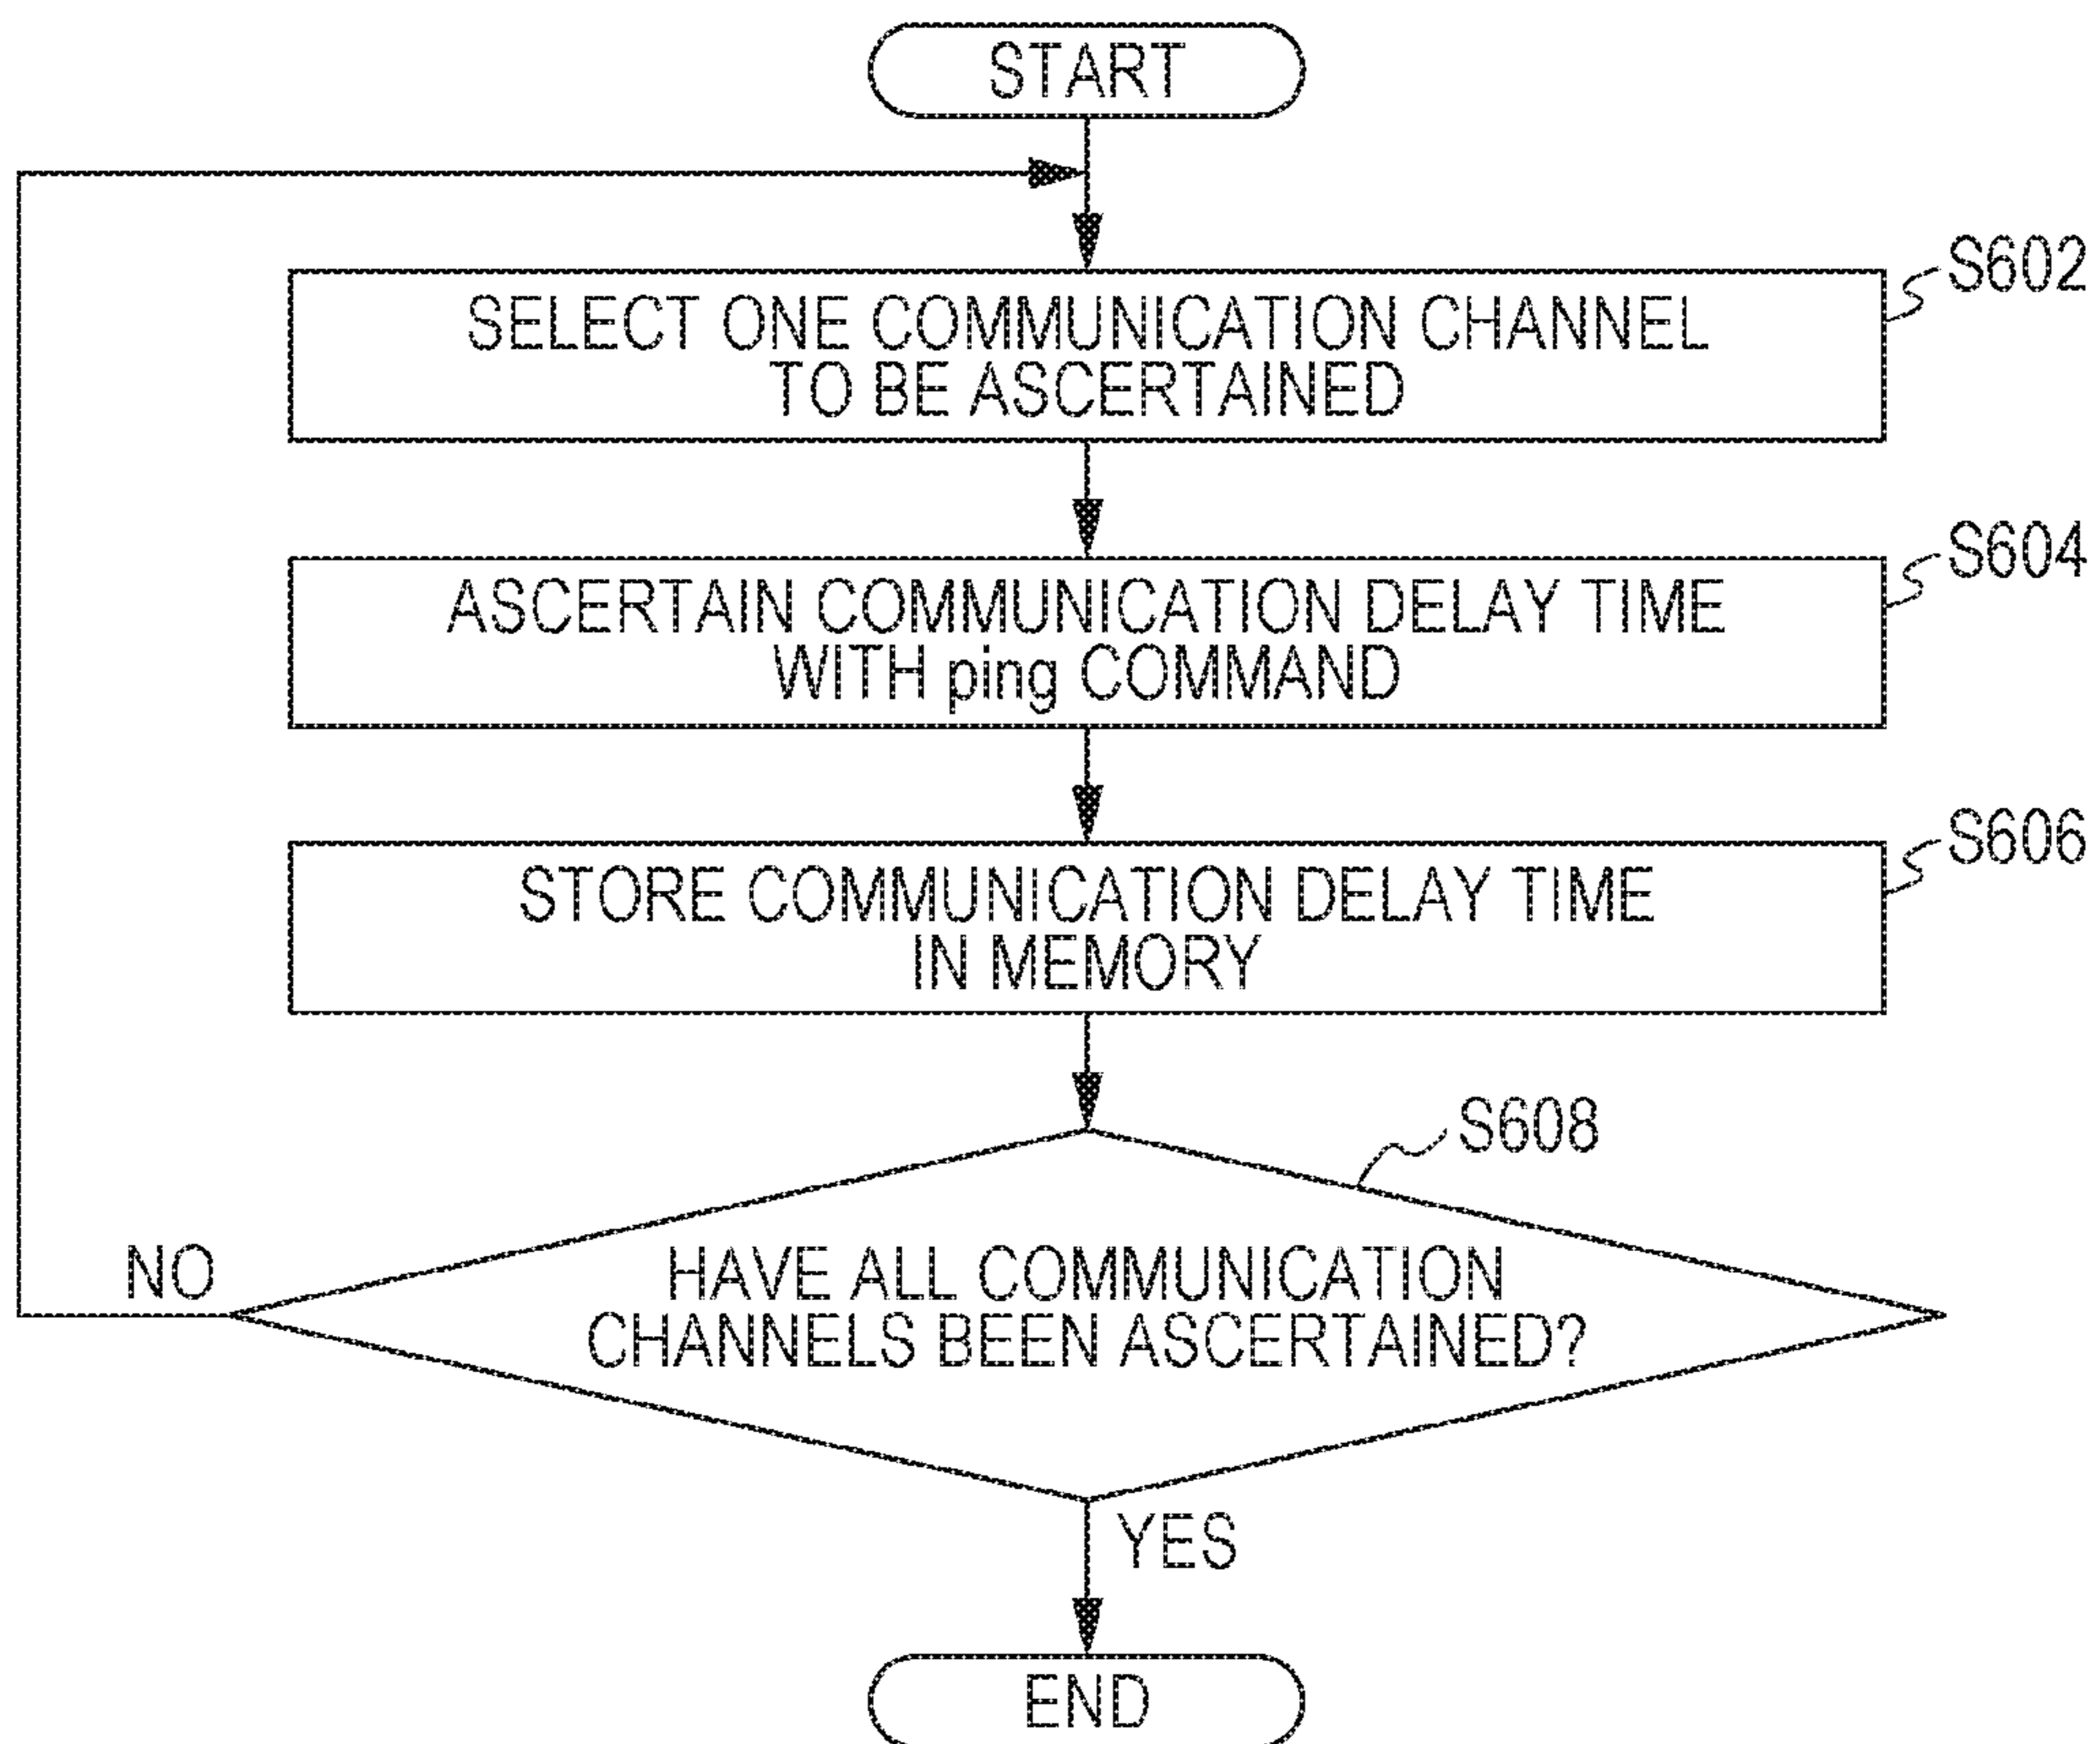 START
SELECT ONE COMMUNICATION CHANNEL
TO BE ASCERTAINED
S602
ASCERTAIN COMMUNICATION DELAY TIME
WITH ping COMMAND
S604
STORE COMMUNICATION DELAY TIME
IN MEMORY
S606
S608
HAVE ALL COMMUNICATION
CHANNELS BEEN ASCERTAINED?
NO
YES
END